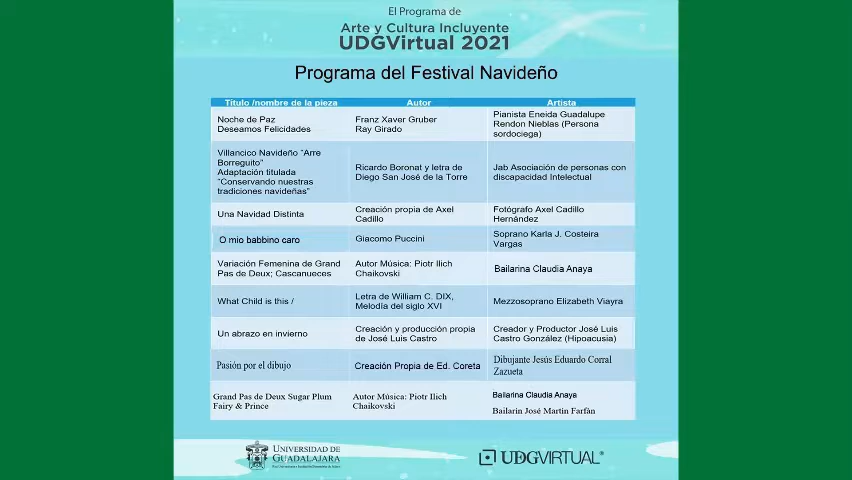 El Programa de
Arte y Cultura Incluyente
UDGVirtual 2021
Programa del Festival Navideño
Título /nombre de la pieza Autor Artista
Noche de Paz
Deseamos Felicidades
Franz Xaver Gruber
Ray Girado
Pianista Eneida Guadalupe
Rendon Nieblas (Persona
sordociega)
Villancico Navideño "Arre
Borreguito"
Adaptación titulada
"Conservando nuestras
tradiciones navideñas"
Ricardo Boronat y letra de
Diego San José de la Torre
Jab Asociación de personas con
discapacidad Intelectual
Una Navidad Distinta
Creación propia de Axel
Cadillo
Fotógrafo Axel Cadillo
Hernández
O mio babbino caro
Giacomo Puccini
Soprano Karla J. Costeira
Vargas
Variación Femenina de Grand
Pas de Deux; Cascanueces
Autor Música: Piotr Ilich
Chaikovski
Bailarina Claudia Anaya
What Child is this /
Letra de William C. DIX,
Melodía del siglo XVI
Mezzosoprano Elizabeth Viayra
Un abrazo en invierno
Creación y producción propia
de José Luis Castro
Creador y Productor José Luis
Castro González (Hipoacusia)
Pasión por el dibujo
Creación Propia de Ed. Coreta
Dibujante Jesús Eduardo Corral
Zazueta
Grand Pas de Deux Sugar Plum
Fairy & Prince
Autor Música: Piotr Ilich
Chaikovski
Bailarina Claudia Anaya
Bailarin José Martin Farfàn
UNIVERSIDAD DE
GUADALAJARA
UDGVIRTUAL®